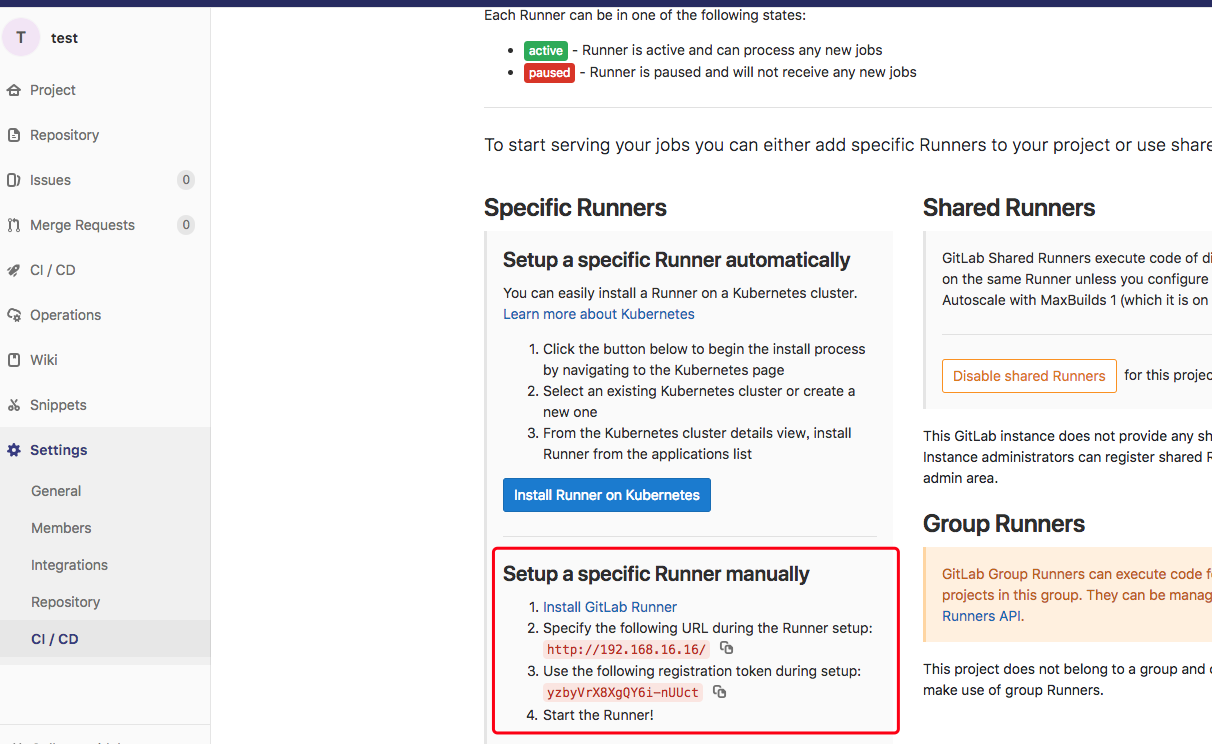 Each Runner can be in one of the following states:
active - Runner is active and can process any new jobs
paused - Runner is paused and will not receive any new jobs
To start serving your jobs you can either add specific Runners to your project or use share
T test
Project
Repository
Issues 0
Merge Requests 0
CI / CD
Operations
Wiki
Snippets
Settings
General
Members
Integrations
Repository
CI / CD
Specific Runners
Setup a specific Runner automatically
You can easily install a Runner on a Kubernetes cluster.
Learn more about Kubernetes
1. Click the button below to begin the install process
by navigating to the Kubernetes page
2. Select an existing Kubernetes cluster or create a
new one
3. From the Kubernetes cluster details view, install
Runner from the applications list
Install Runner on Kubernetes
Setup a specific Runner manually
1. Install GitLab Runner
2. Specify the following URL during the Runner setup:
http://192.168.16.16/
3. Use the following registration token during setup:
yzbyVrX8XgQY6i-nUUct
4. Start the Runner!
Shared Runners
GitLab Shared Runners execute code of di
on the same Runner unless you configure
Autoscale with MaxBuilds 1 (which it is on
Disable shared Runners for this projec
This GitLab instance does not provide any sh
Instance administrators can register shared R
admin area.
Group Runners
GitLab Group Runners can execute code f
projects in this group. They can be manag
Runners API.
This project does not belong to a group and c
make use of group Runners.